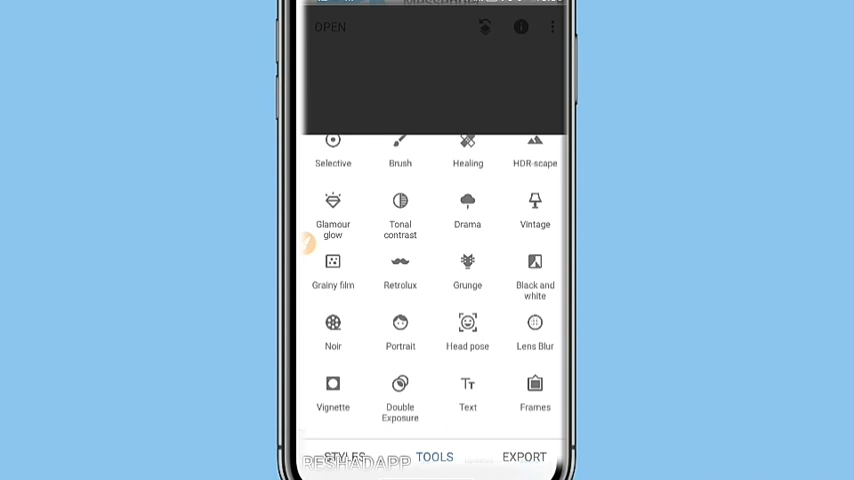 OPEN
Selective Brush Healing HDR-scape
Glamour glow Tonal contrast Drama Vintage
Grainy film Retrolux Grunge Black and white
Noir Portrait Head pose Lens Blur
Vignette Double Exposure Text Frames
STYLES TOOLS EXPORT
RESHADAPP